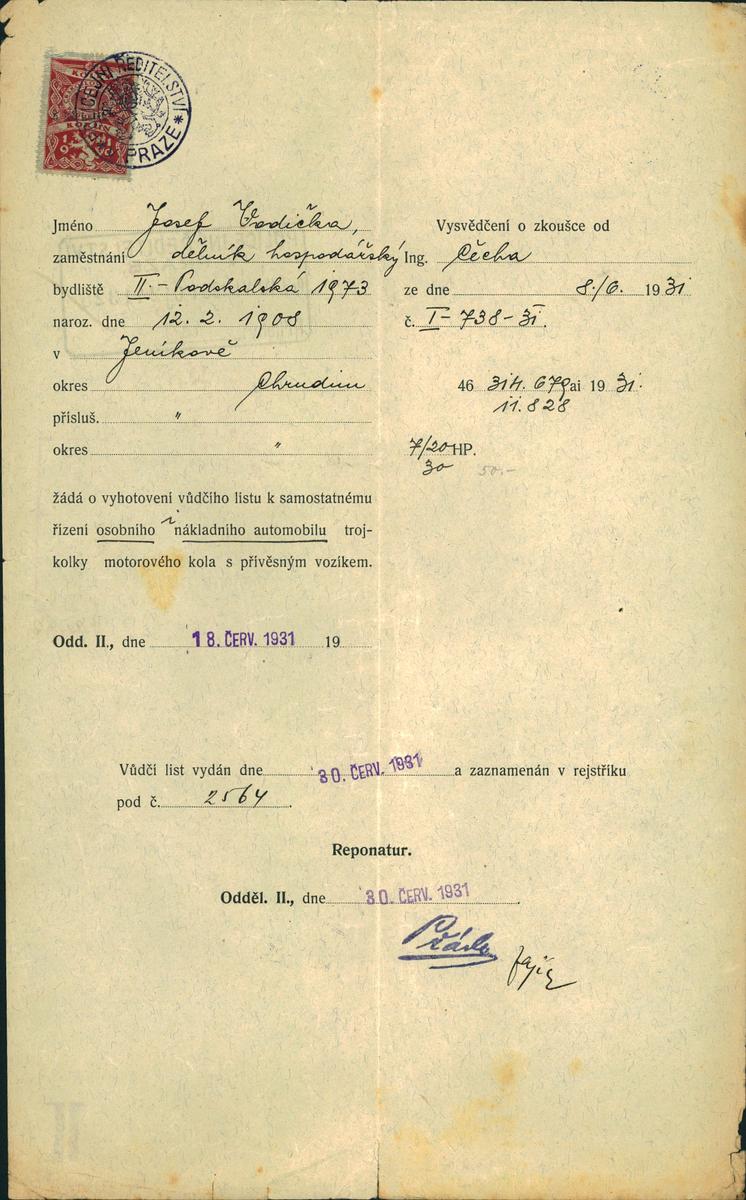 POLICEJNÍ ŘEDITELSTVÍ
PRAZE *
Jméno Josef Vodička,
zaměstnání dělník hospodářský
bydliště II.- Podskalská 1973
naroz. dne 12. 2. 1908
v Jeníkově
okres Chrudim
přísluš. "
okres "
žádá o vyhotovení vůdčího listu k samostatnému
řízení osobního i nákladního automobilu troj-
kolky motorového kola s přívěsným vozíkem.
Odd. II., dne 18. ČERV. 1931 19
Vysvědčení o zkoušce od
Ing. Čecha
ze dne 8/6. 1931
č. I-738-31.
46 314.679 ai 1931.
11.828
7/20 HP.
30 50.-
Vůdčí list vydán dne 30. ČERV. 1931 a zaznamenán v rejstříku
pod č. 2564.
Reponatur.
Odděl. II., dne 30. ČERV. 1931